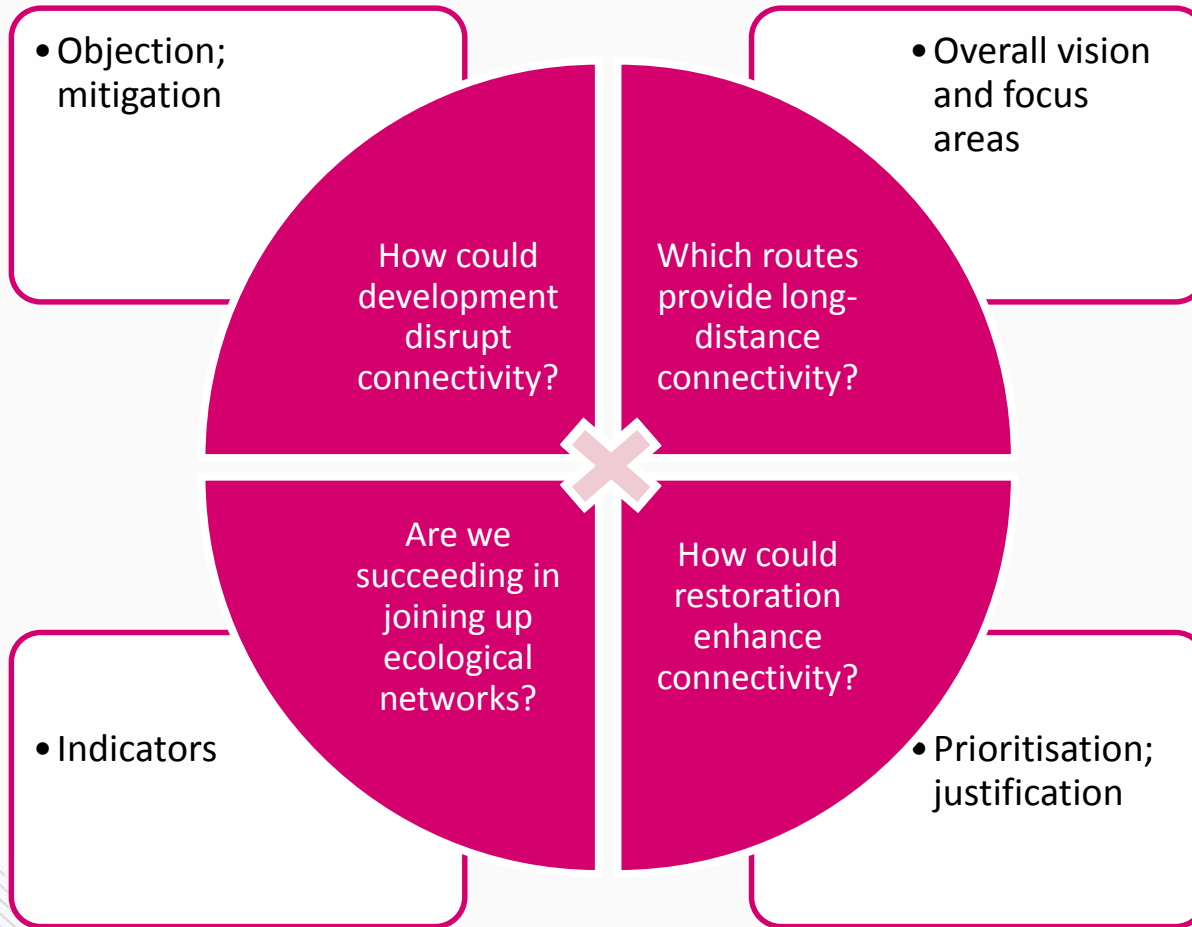 • Objection;
mitigation
• Overall vision
and focus
areas
How could
development
disrupt
connectivity?
Which routes
provide long-
distance
connectivity?
Are we
succeeding in
joining up
ecological
networks?
How could
restoration
enhance
connectivity?
• Indicators
• Prioritisation;
justification